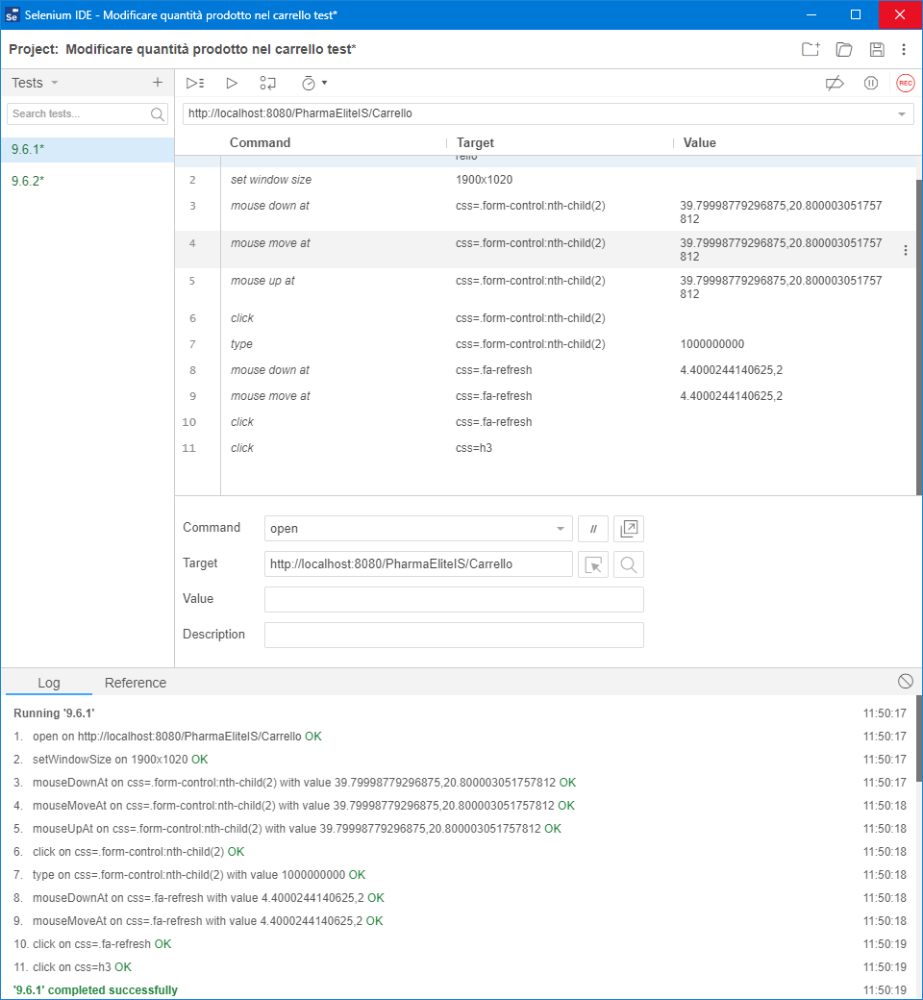 Selenium IDE - Modificare quantità prodotto nel carrello test*
Project: Modificare quantità prodotto nel carrello test*
Tests
Search tests...
9.6.1*
9.6.2*
REC
http://localhost:8080/PharmaEliteIS/Carrello
Command Target Value
rello
2 set window size 1900x1020
3 mouse down at css=.form-control:nth-child(2) 39.79998779296875,20.800003051757
812
4 mouse move at css=.form-control:nth-child(2) 39.79998779296875,20.800003051757
812
5 mouse up at css=.form-control:nth-child(2) 39.79998779296875,20.800003051757
812
6 click css=.form-control:nth-child(2)
7 type css=.form-control:nth-child(2) 1000000000
8 mouse down at css=.fa-refresh 4.4000244140625,2
9 mouse move at css=.fa-refresh 4.4000244140625,2
10 click css=.fa-refresh
11 click css=h3
Command open //
Target http://localhost:8080/PharmaEliteIS/Carrello
Value
Description
Log Reference
Running '9.6.1' 11:50:17
1. open on http://localhost:8080/PharmaEliteIS/Carrello OK 11:50:17
2. setWindowSize on 1900x1020 OK 11:50:17
3. mouseDownAt on css=.form-control:nth-child(2) with value 39.79998779296875,20.800003051757812 OK 11:50:17
4. mouseMoveAt on css=.form-control:nth-child(2) with value 39.79998779296875,20.800003051757812 OK 11:50:18
5. mouseUpAt on css=.form-control:nth-child(2) with value 39.79998779296875,20.800003051757812 OK 11:50:18
6. click on css=.form-control:nth-child(2) OK 11:50:18
7. type on css=.form-control:nth-child(2) with value 1000000000 OK 11:50:18
8. mouseDownAt on css=.fa-refresh with value 4.4000244140625,2 OK 11:50:18
9. mouseMoveAt on css=.fa-refresh with value 4.4000244140625,2 OK 11:50:18
10. click on css=.fa-refresh OK 11:50:19
11. click on css=h3 OK 11:50:19
'9.6.1' completed successfully 11:50:19